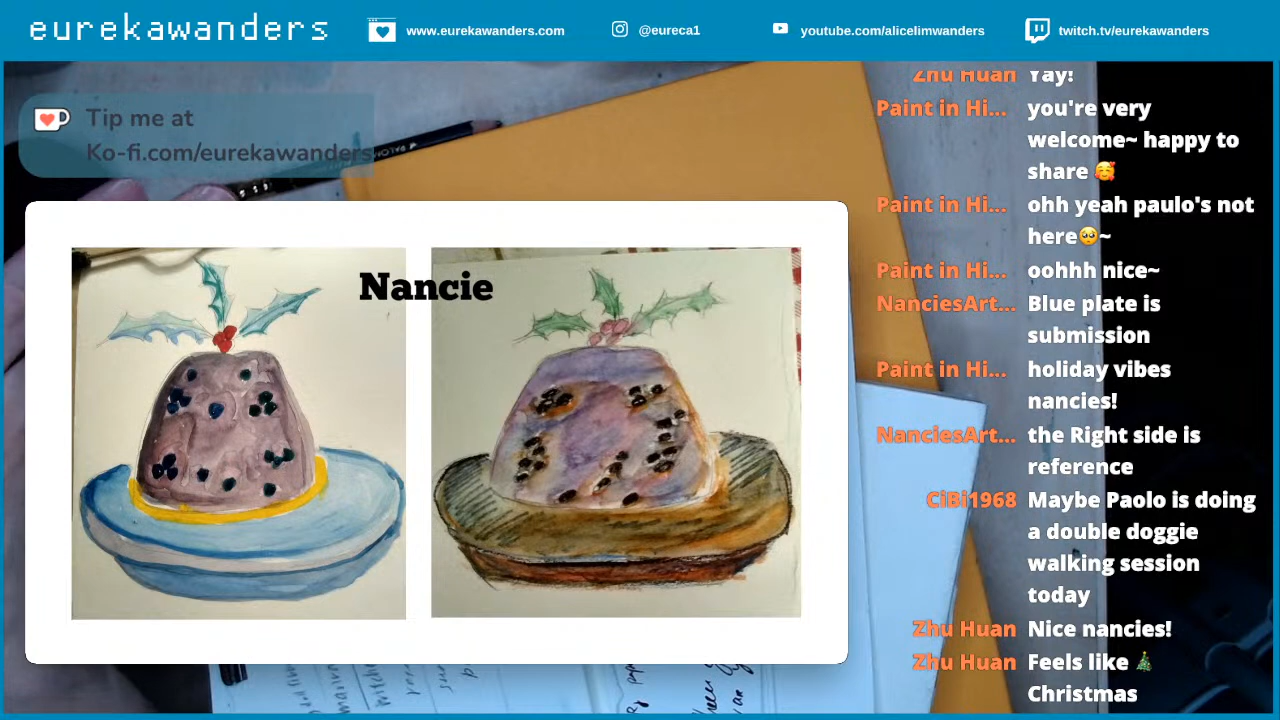 eurekawanders
www.eurekawanders.com
@eureca1
youtube.com/alicelimwanders
twitch.tv/eurekawanders
Tip me at
Ko-fi.com/eurekawanders
Nancie
Zhu Huan Yay!
Paint in Hi... you're very
welcome~ happy to
share 🥰
Paint in Hi... ohh yeah paulo's not
here🥺~
Paint in Hi... oohhh nice~
NanciesArt... Blue plate is
submission
Paint in Hi... holiday vibes
nancies!
NanciesArt... the Right side is
reference
CiBi1968 Maybe Paolo is doing
a double doggie
walking session
today
Zhu Huan Nice nancies!
Zhu Huan Feels like 🎄
Christmas